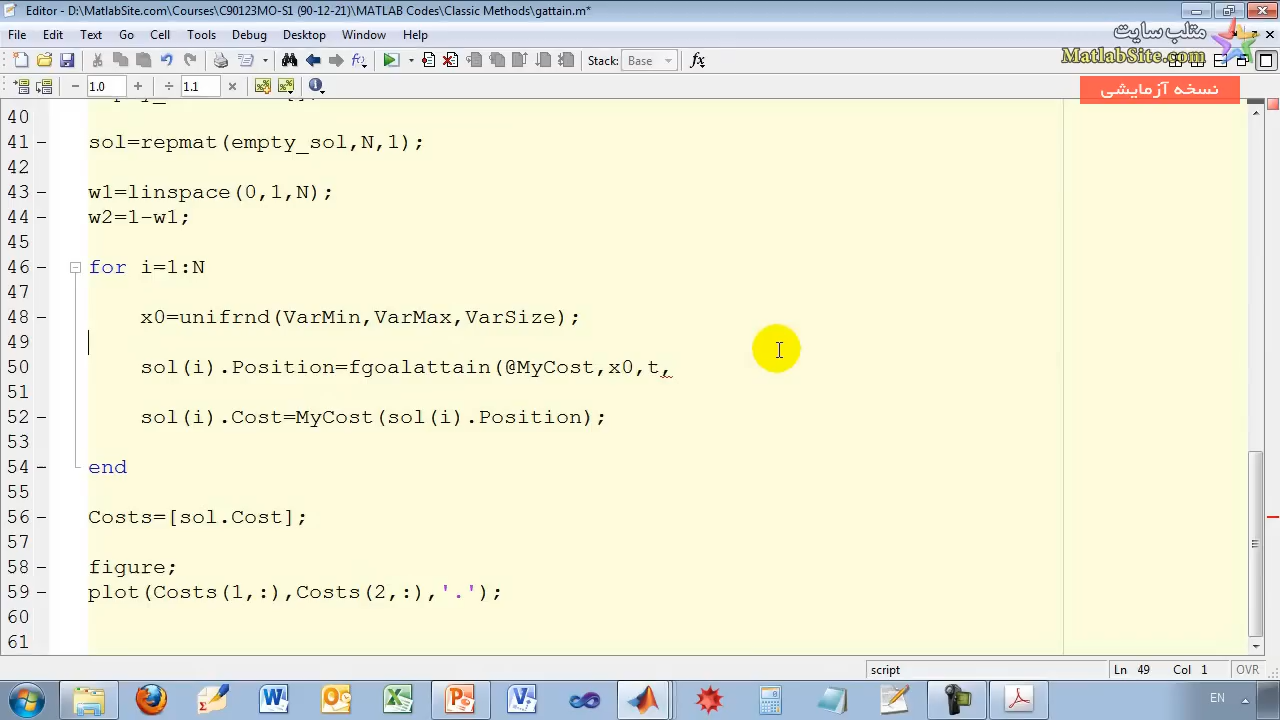 Editor - D:\MatlabSite.com\Courses\C90123MO-S1 (90-12-21)\MATLAB Codes\Classic Methods\gattain.m*
File Edit Text Go Cell Tools Debug Desktop Window Help
متلب سایت
MatlabSite.com
Stack: Base fx
1.0 1.1
نسخه آزمایشی
40
41 sol=repmat(empty_sol,N,1);
42
43 w1=linspace(0,1,N);
44 w2=1-w1;
45
46 for i=1:N
47
48 x0=unifrnd(VarMin,VarMax,VarSize);
49
50 sol(i).Position=fgoalattain(@MyCost,x0,t,
51
52 sol(i).Cost=MyCost(sol(i).Position);
53
54 end
55
56 Costs=[sol.Cost];
57
58 figure;
59 plot(Costs(1,:),Costs(2,:),'.');
60
61
script Ln 49 Col 1 OVR
EN